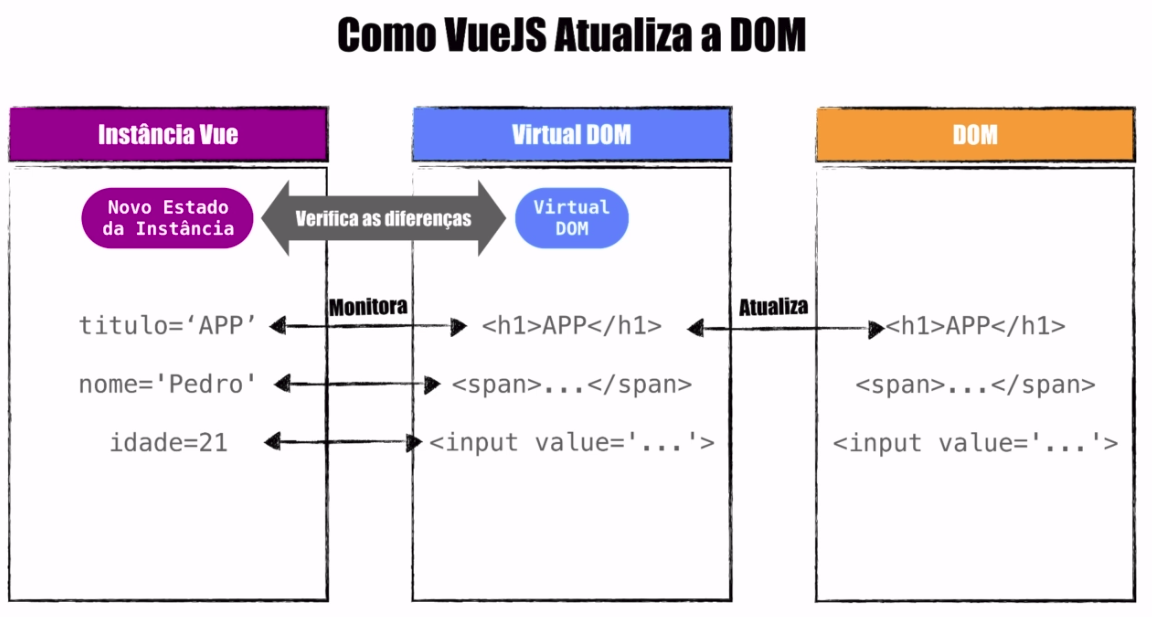 Como VueJS Atualiza a DOM
Instância Vue
Virtual DOM
DOM
Novo Estado
da Instância
Verifica as diferenças
Virtual
DOM
Monitora
Atualiza
titulo=‘APP’
<h1>APP</h1>
<h1>APP</h1>
nome='Pedro'
<span>...</span>
<span>...</span>
idade=21
<input value='...'>
<input value='...'>